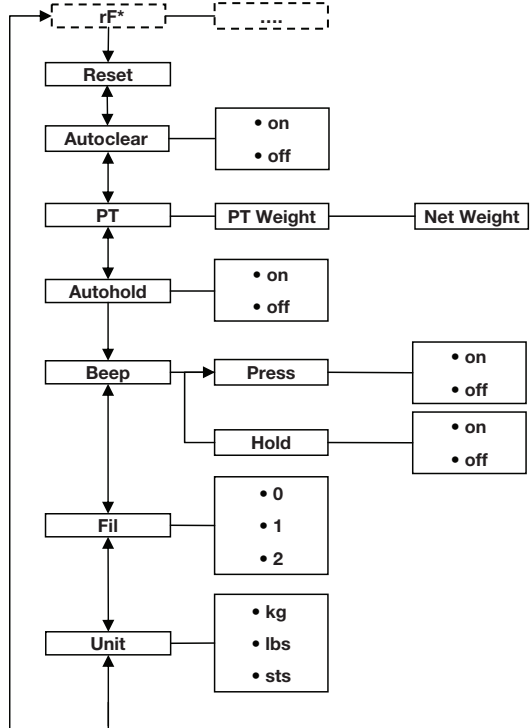 rF*
....
Reset
Autoclear
• on
• off
PT
PT Weight
Net Weight
Autohold
• on
• off
Beep
Press
• on
• off
Hold
• on
• off
Fil
• 0
• 1
• 2
Unit
• kg
• lbs
• sts